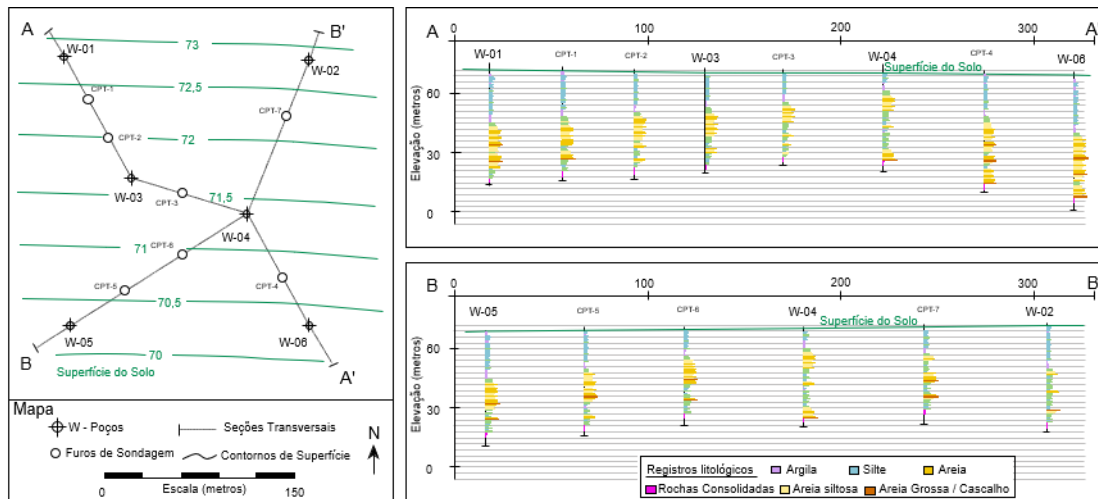 A
B'
73
W-01
W-02
72,5
CPT-1
CPT-7
72
CPT-2
W-03
71,5
CPT-3
W-04
CPT-6
71
CPT-5
CPT-4
70,5
W-05
W-06
B
70
A'
Superfície do Solo
Mapa
W - Poços
Seções Transversais
Furos de Sondagem
Contornos de Superfície
N
0
150
Escala (metros)
0 100 200 300
A
A'
W-01 CPT-1 CPT-2 W-03 CPT-3 W-04 CPT-4 W-06
Superfície do Solo
Elevação (metros)
60
30
0
0 100 200 300
B
B'
W-05 CPT-5 CPT-6 W-04 CPT-7 W-02
Superfície do Solo
Elevação (metros)
60
30
0
Registros litológicos
Argila
Silte
Areia
Rochas Consolidadas
Areia siltosa
Areia Grossa / Cascalho